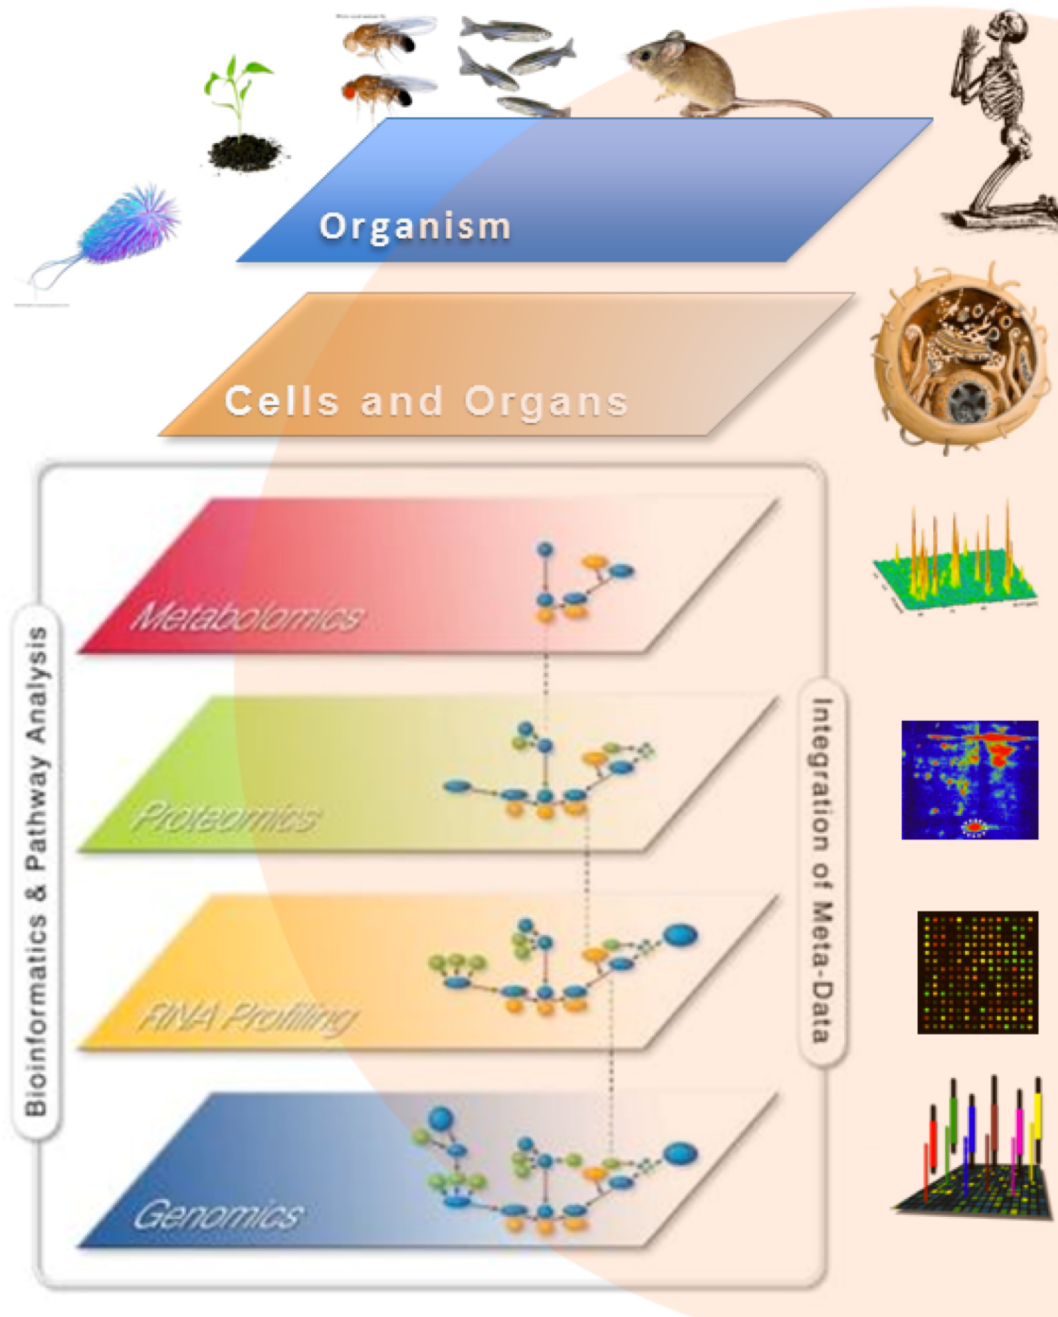 Organism
Cells and Organs
Metabolomics
Proteomics
RNA Profiling
Genomics
Bioinformatics & Pathway Analysis
Integration of Meta-Data